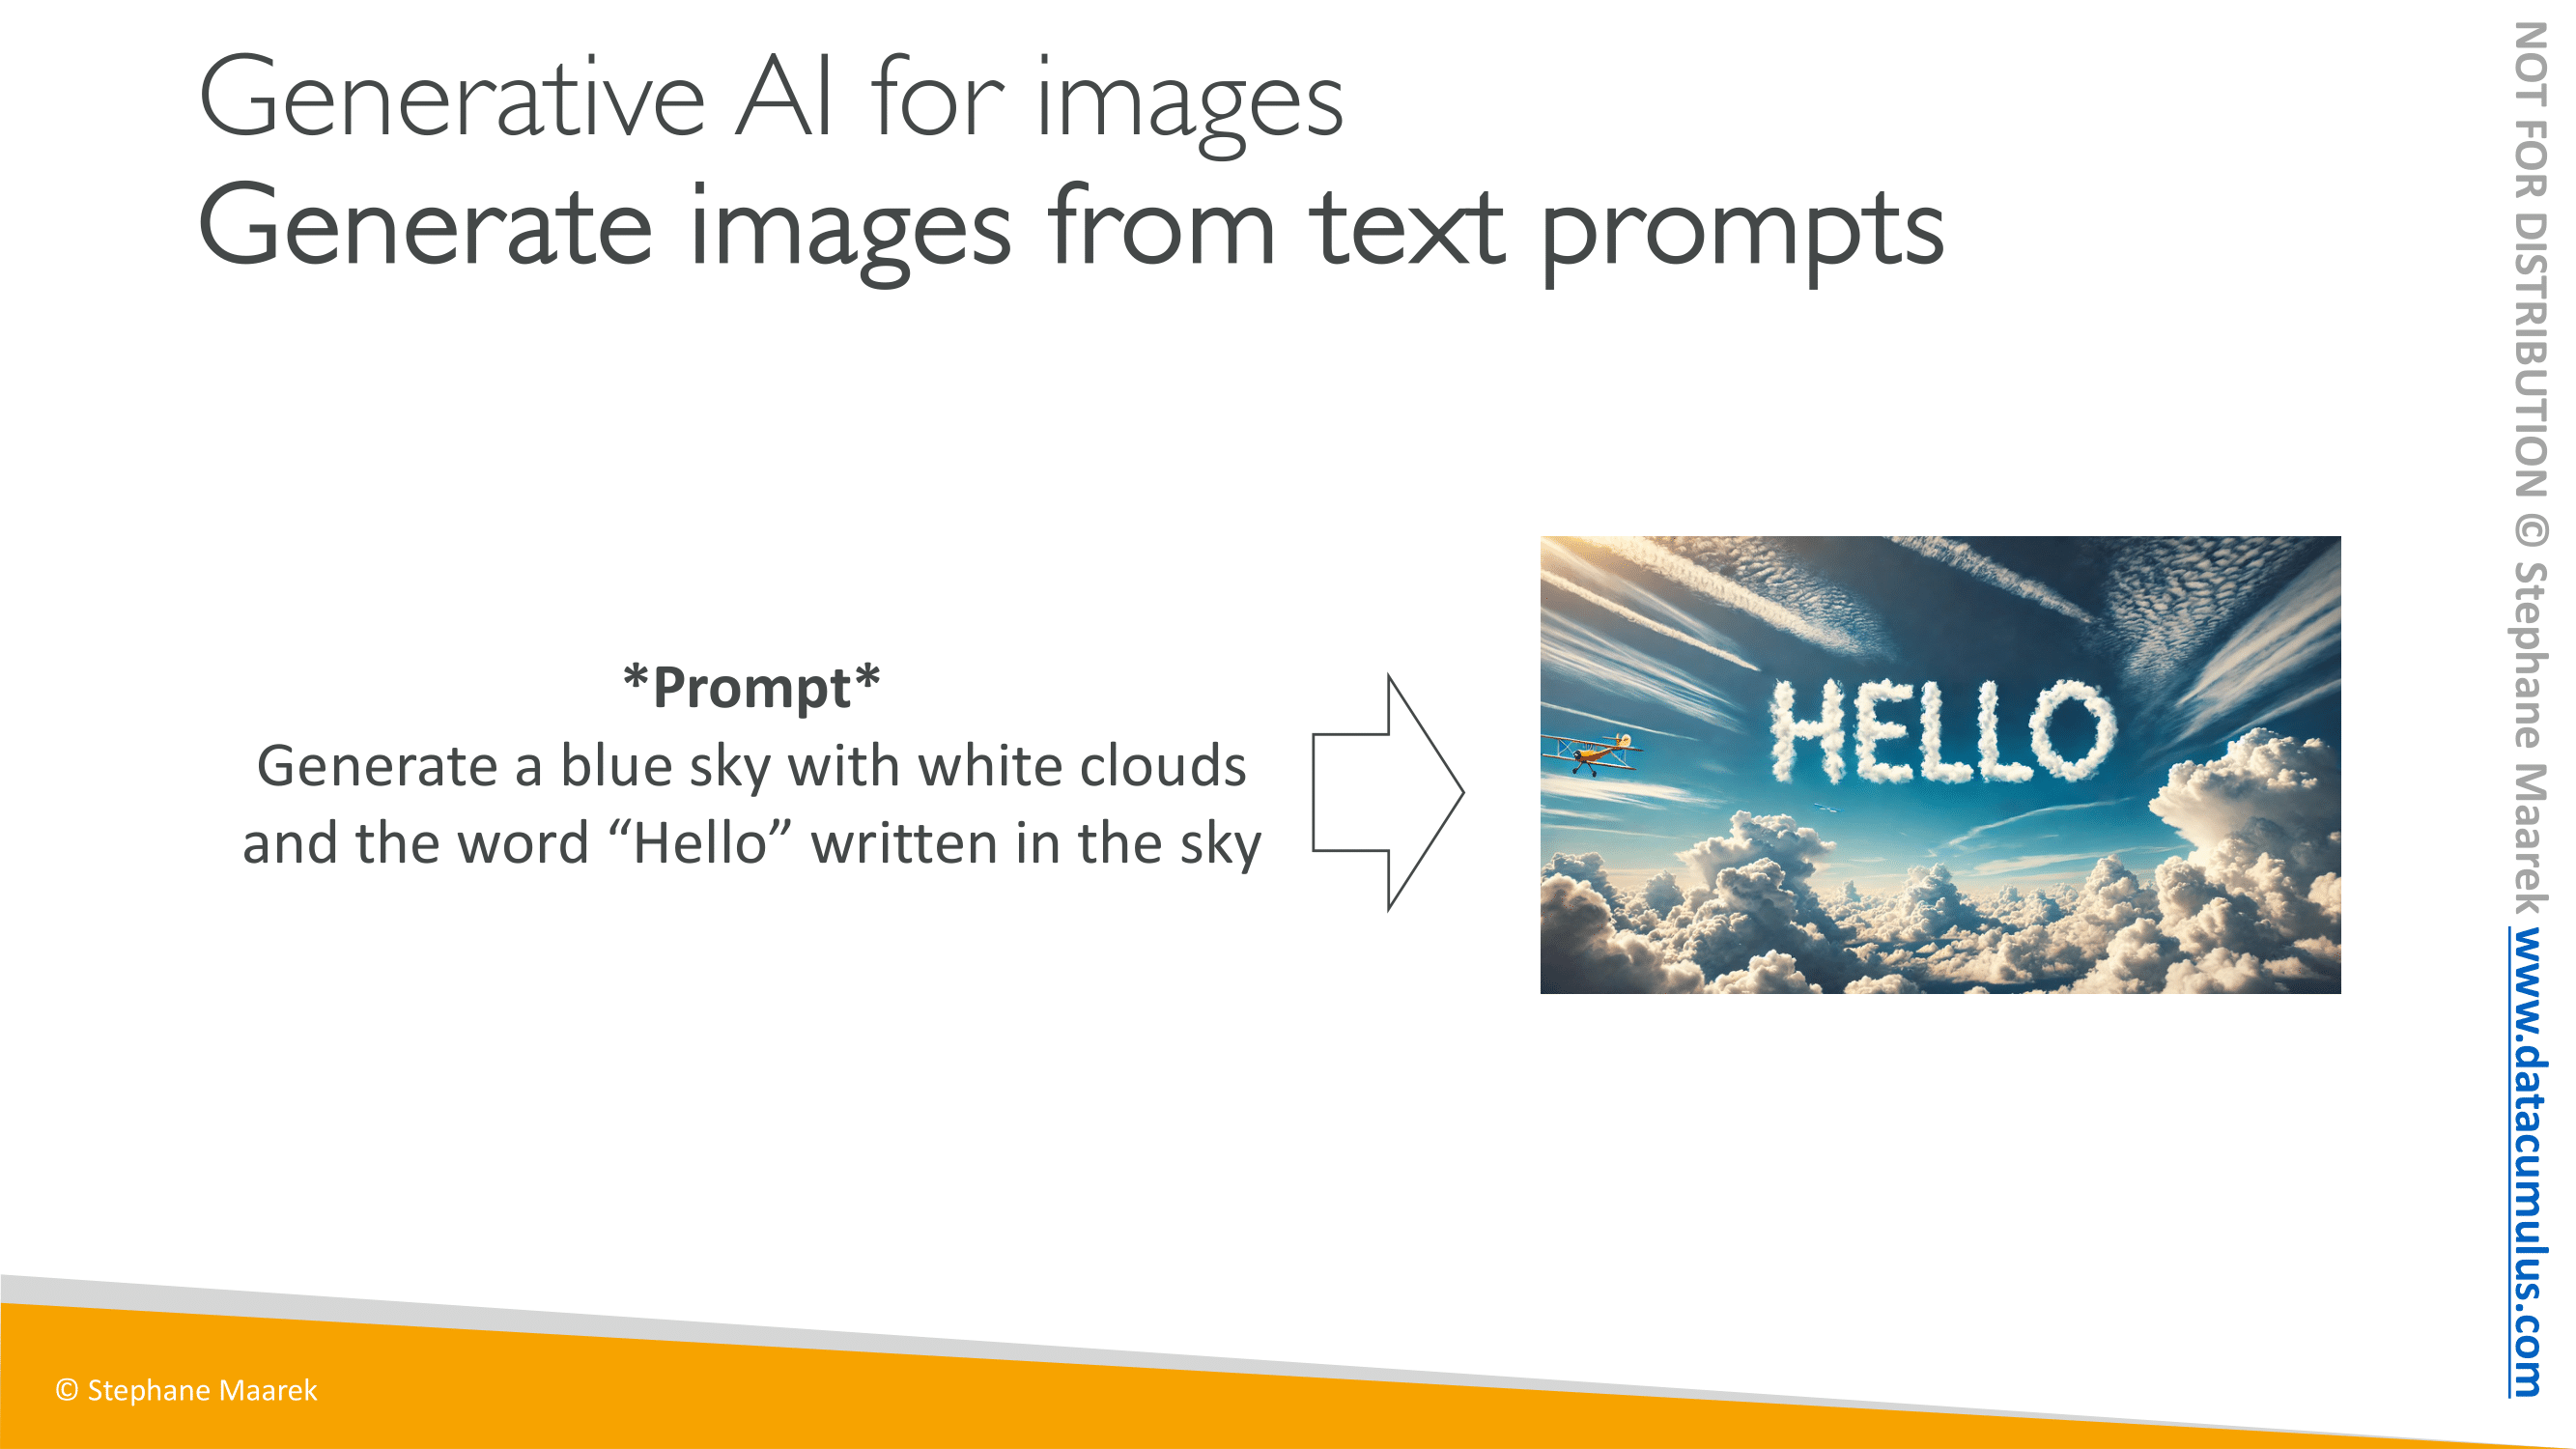 Generative AI for images
Generate images from text prompts
*Prompt*
Generate a blue sky with white clouds
and the word “Hello” written in the sky
HELLO
© Stephane Maarek
NOT FOR DISTRIBUTION © Stephane Maarek www.datacumulus.com